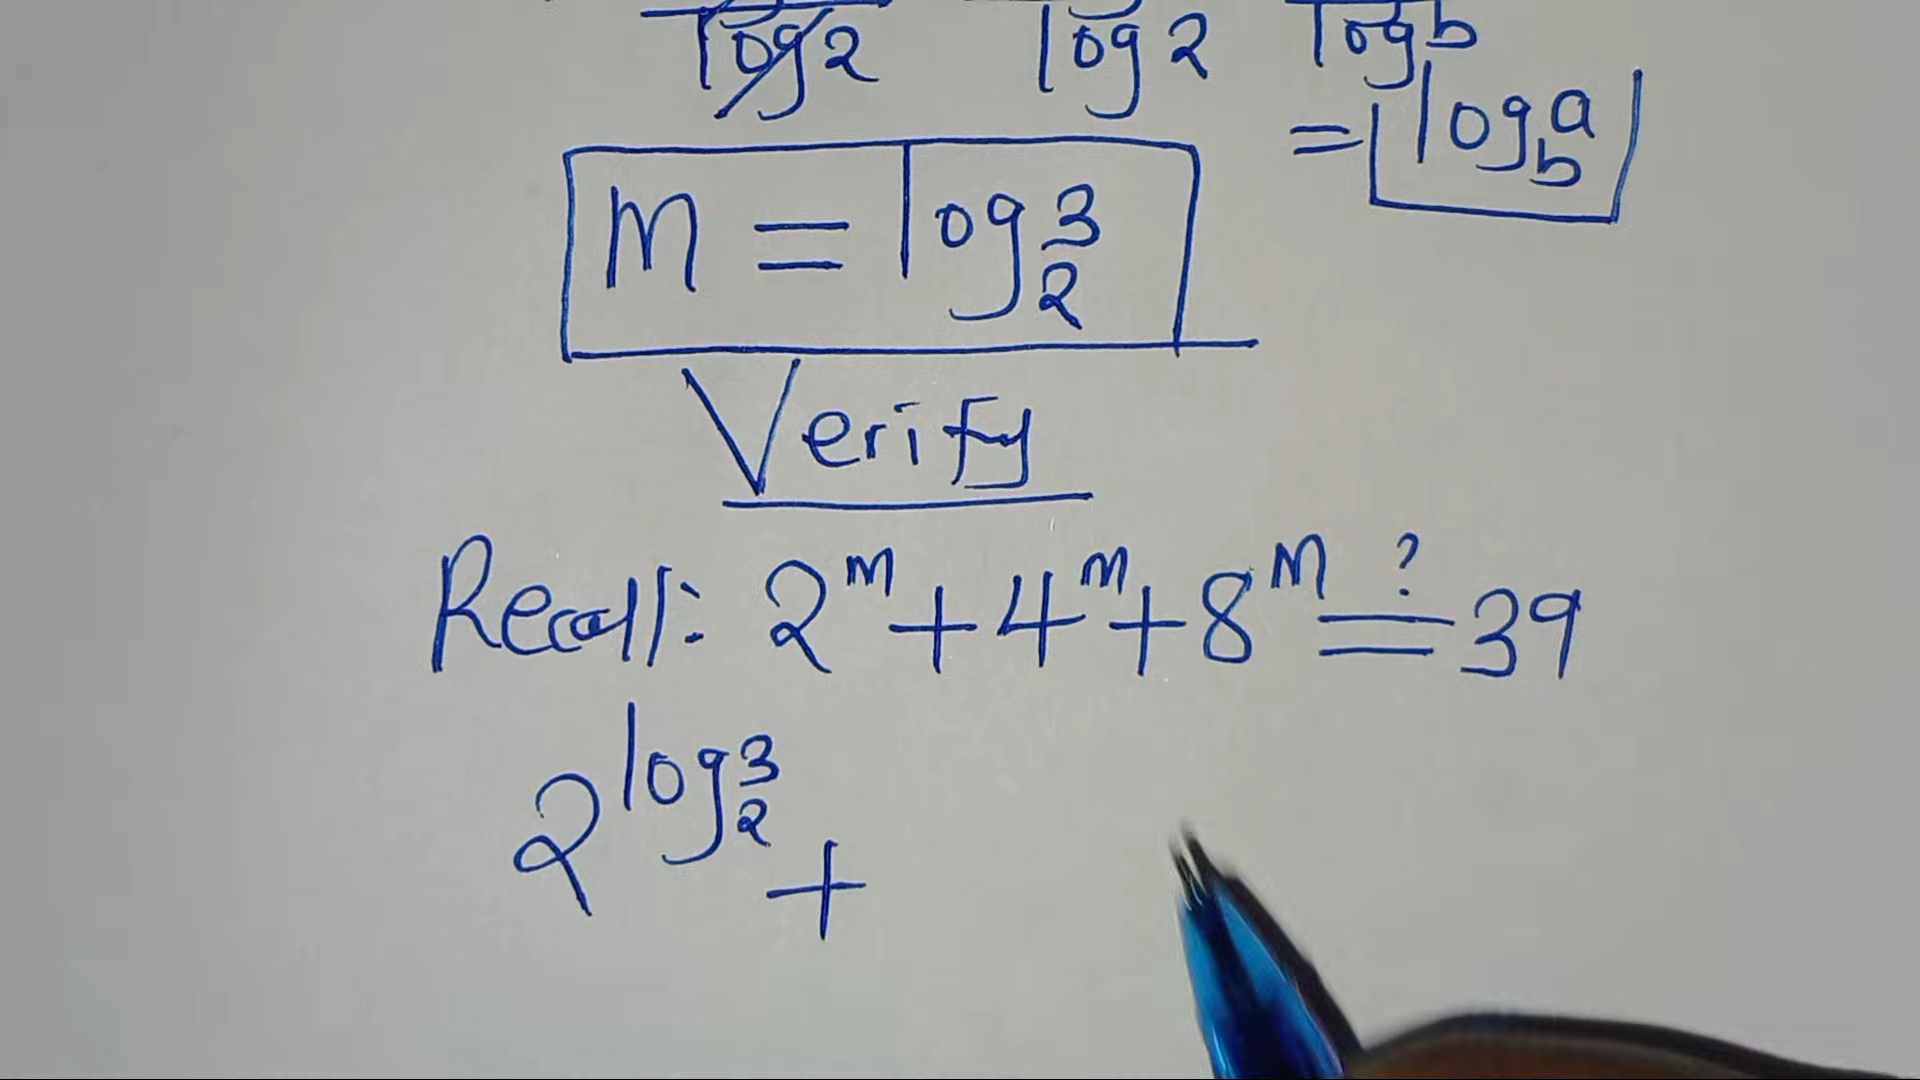 log2 log2 logb
= log_b a
m = log_2 3
Verify
Recall: 2^m + 4^m + 8^m ?= 39
2^log_2 3 +